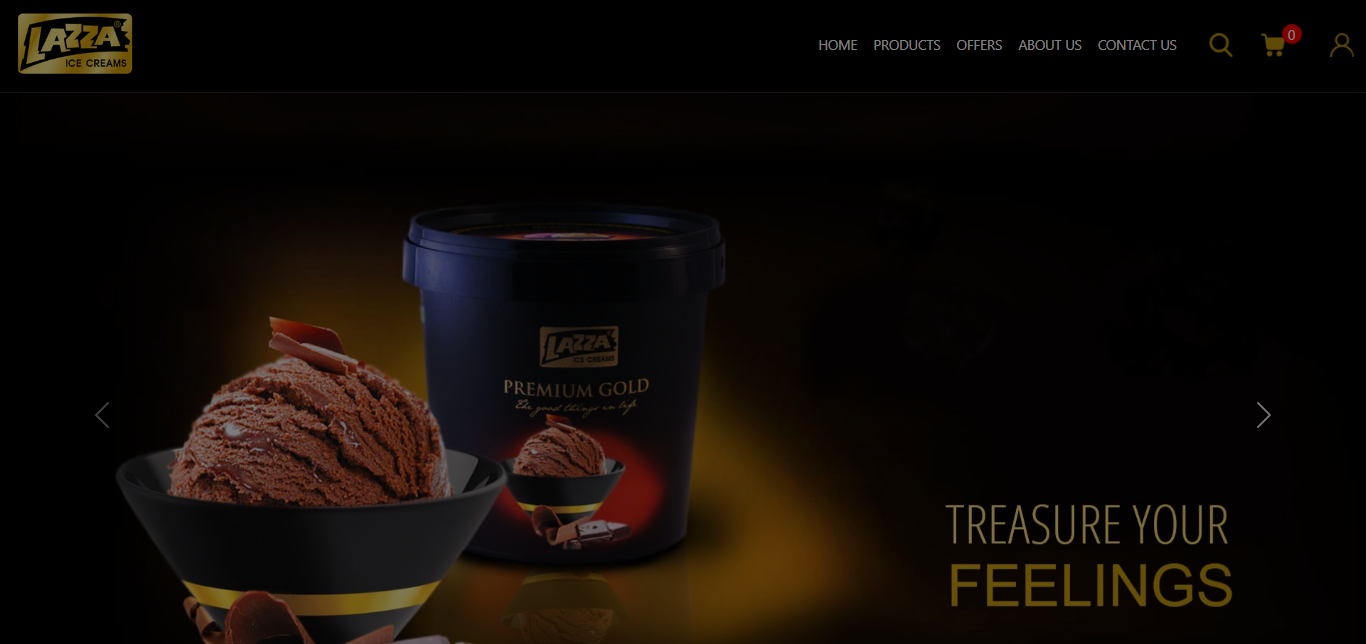 LAZZA®
ICE CREAMS
HOME
PRODUCTS
OFFERS
ABOUT US
CONTACT US
0
LAZZA
ICE CREAMS
PREMIUM GOLD
The good things in life
TREASURE YOUR
FEELINGS